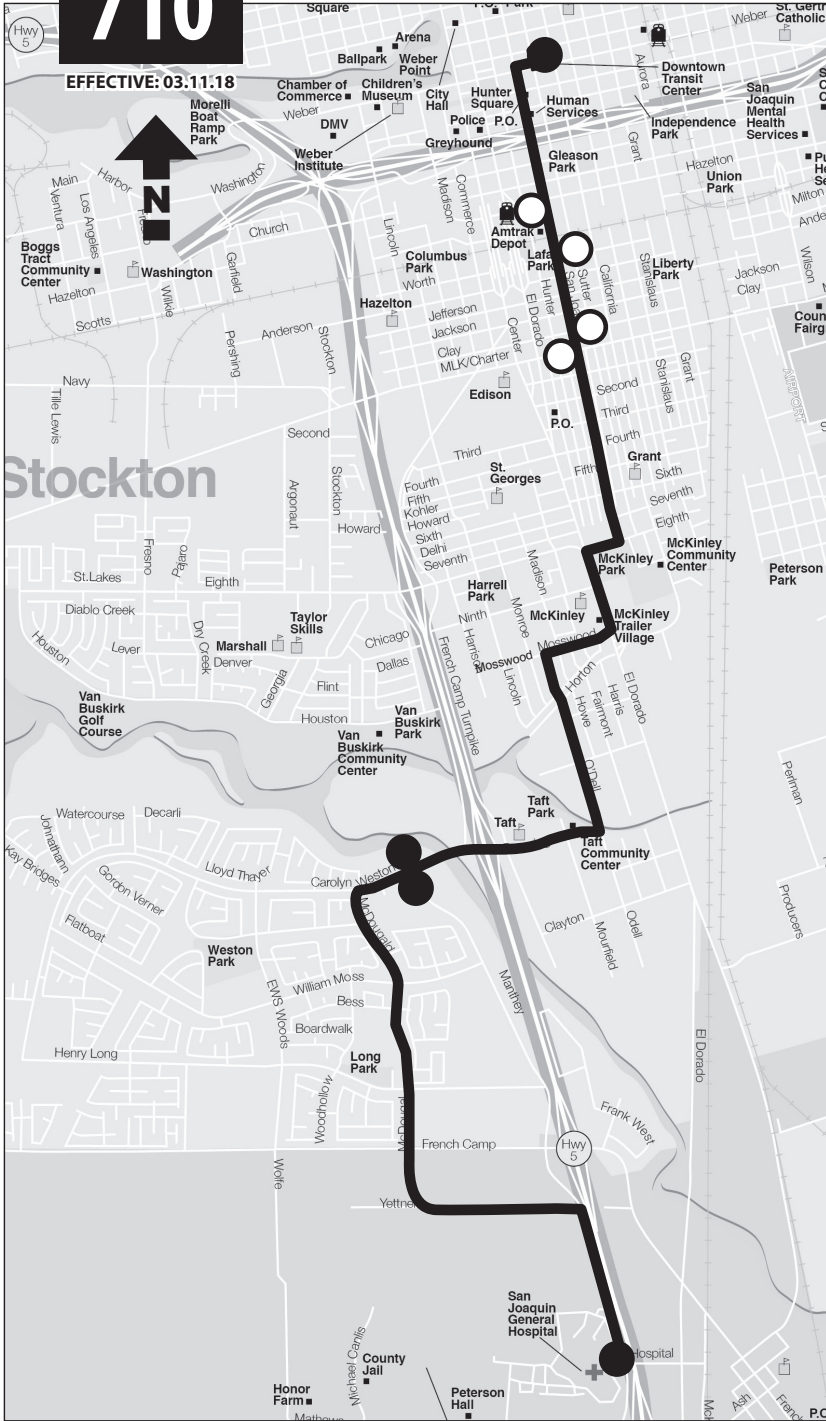 710
EFFECTIVE: 03.11.18
Hwy
5
N
Square
Arena
Ballpark
Weber
Point
Park
Weber
Catholic
Downtown
Transit
Center
Aurora
Chamber of
Commerce
Children's
Museum
City
Hall
Hunter
Square
P.O.
Human
Services
San
Joaquin
Mental
Health
Services
Morelli
Boat
Ramp
Park
Weber
DMV
Police
Greyhound
Independence
Park
Weber
Institute
Gleason
Park
Grant
Hazelton
Union
Park
Milton
Main
Harbor
Ventura
Los Angeles
Washington
Church
Madison
Commerce
Lincoln
Amtrak
Depot
Boggs
Tract
Community
Center
Washington
Garfield
Columbus
Park
Worth
Hunter
El Dorado
Sutter
California
Stanislaus
Liberty
Park
Jackson
Clay
Wilson
Hazelton
Wilkie
Hazelton
Scotts
Pershing
Anderson
Stockton
Jefferson
Jackson
Clay
MLK/Charter
Center
AIRPORT
Navy
Tille Lewis
Edison
Second
Third
Fourth
Stanislaus
Grant
P.O.
Second
Stockton
Argonaut
Stockton
Third
Fourth
Fifth
Kohler
Howard
Sixth
Delhi
Seventh
St.
Georges
Fifth
Grant
Sixth
Seventh
Eighth
Howard
Fresno
Pajaro
St.Lakes
Eighth
Madison
McKinley
Park
McKinley
Community
Center
Peterson
Park
Diablo Creek
Harrell
Park
Ninth
Monroe
McKinley
McKinley
Trailer
Village
Houston
Lever
Dry Creek
Marshall
Taylor
Skills
Denver
Georgia
Chicago
Dallas
French Camp Turnpike
Harrison
Mosswood
Mosswood
Lincoln
Horton
Howe
Fairmont
Harris
El Dorado
Flint
Houston
Van
Buskirk
Golf
Course
Van
Buskirk
Park
Van
Buskirk
Community
Center
O'Dell
Perlman
Watercourse
Decarli
Johnathann
Kay Bridges
Gordon Verner
Lloyd Thayer
Taft
Taft
Park
Taft
Community
Center
Carolyn Weston
McDougald
Flatboat
Weston
Park
Clayton
Mourfield
Odell
Producers
William Moss
EWS Woods
Bess
Boardwalk
Manthey
Henry Long
Long
Park
El Dorado
Woodhollow
French Camp
Hwy
5
Frank West
Wolfe
San
Joaquin
General
Hospital
Hospital
Michael Canlis
County
Jail
Honor
Farm
Peterson
Hall
Ash